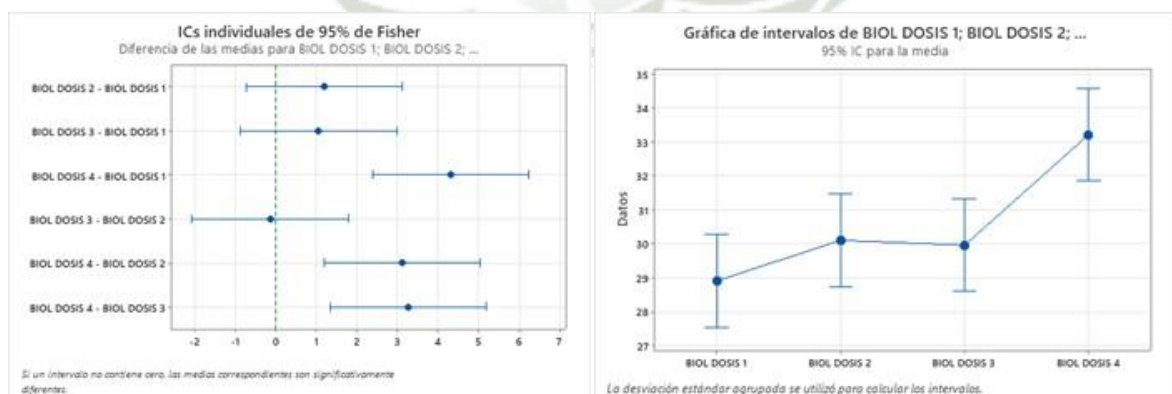 ICs individuales de 95% de Fisher
Diferencia de las medias para BIOL DOSIS 1; BIOL DOSIS 2; ...
BIOL DOSIS 2 - BIOL DOSIS 1
BIOL DOSIS 3 - BIOL DOSIS 1
BIOL DOSIS 4 - BIOL DOSIS 1
BIOL DOSIS 3 - BIOL DOSIS 2
BIOL DOSIS 4 - BIOL DOSIS 2
BIOL DOSIS 4 - BIOL DOSIS 3
-2 -1 0 1 2 3 4 5 6 7
Si un intervalo no contiene cero, las medias correspondientes son significativamente
diferentes.
Gráfica de intervalos de BIOL DOSIS 1; BIOL DOSIS 2; ...
95% IC para la media
Datos
35
34
33
32
31
30
29
28
27
BIOL DOSIS 1 BIOL DOSIS 2 BIOL DOSIS 3 BIOL DOSIS 4
La desviación estándar agrupada se utilizó para calcular los intervalos.